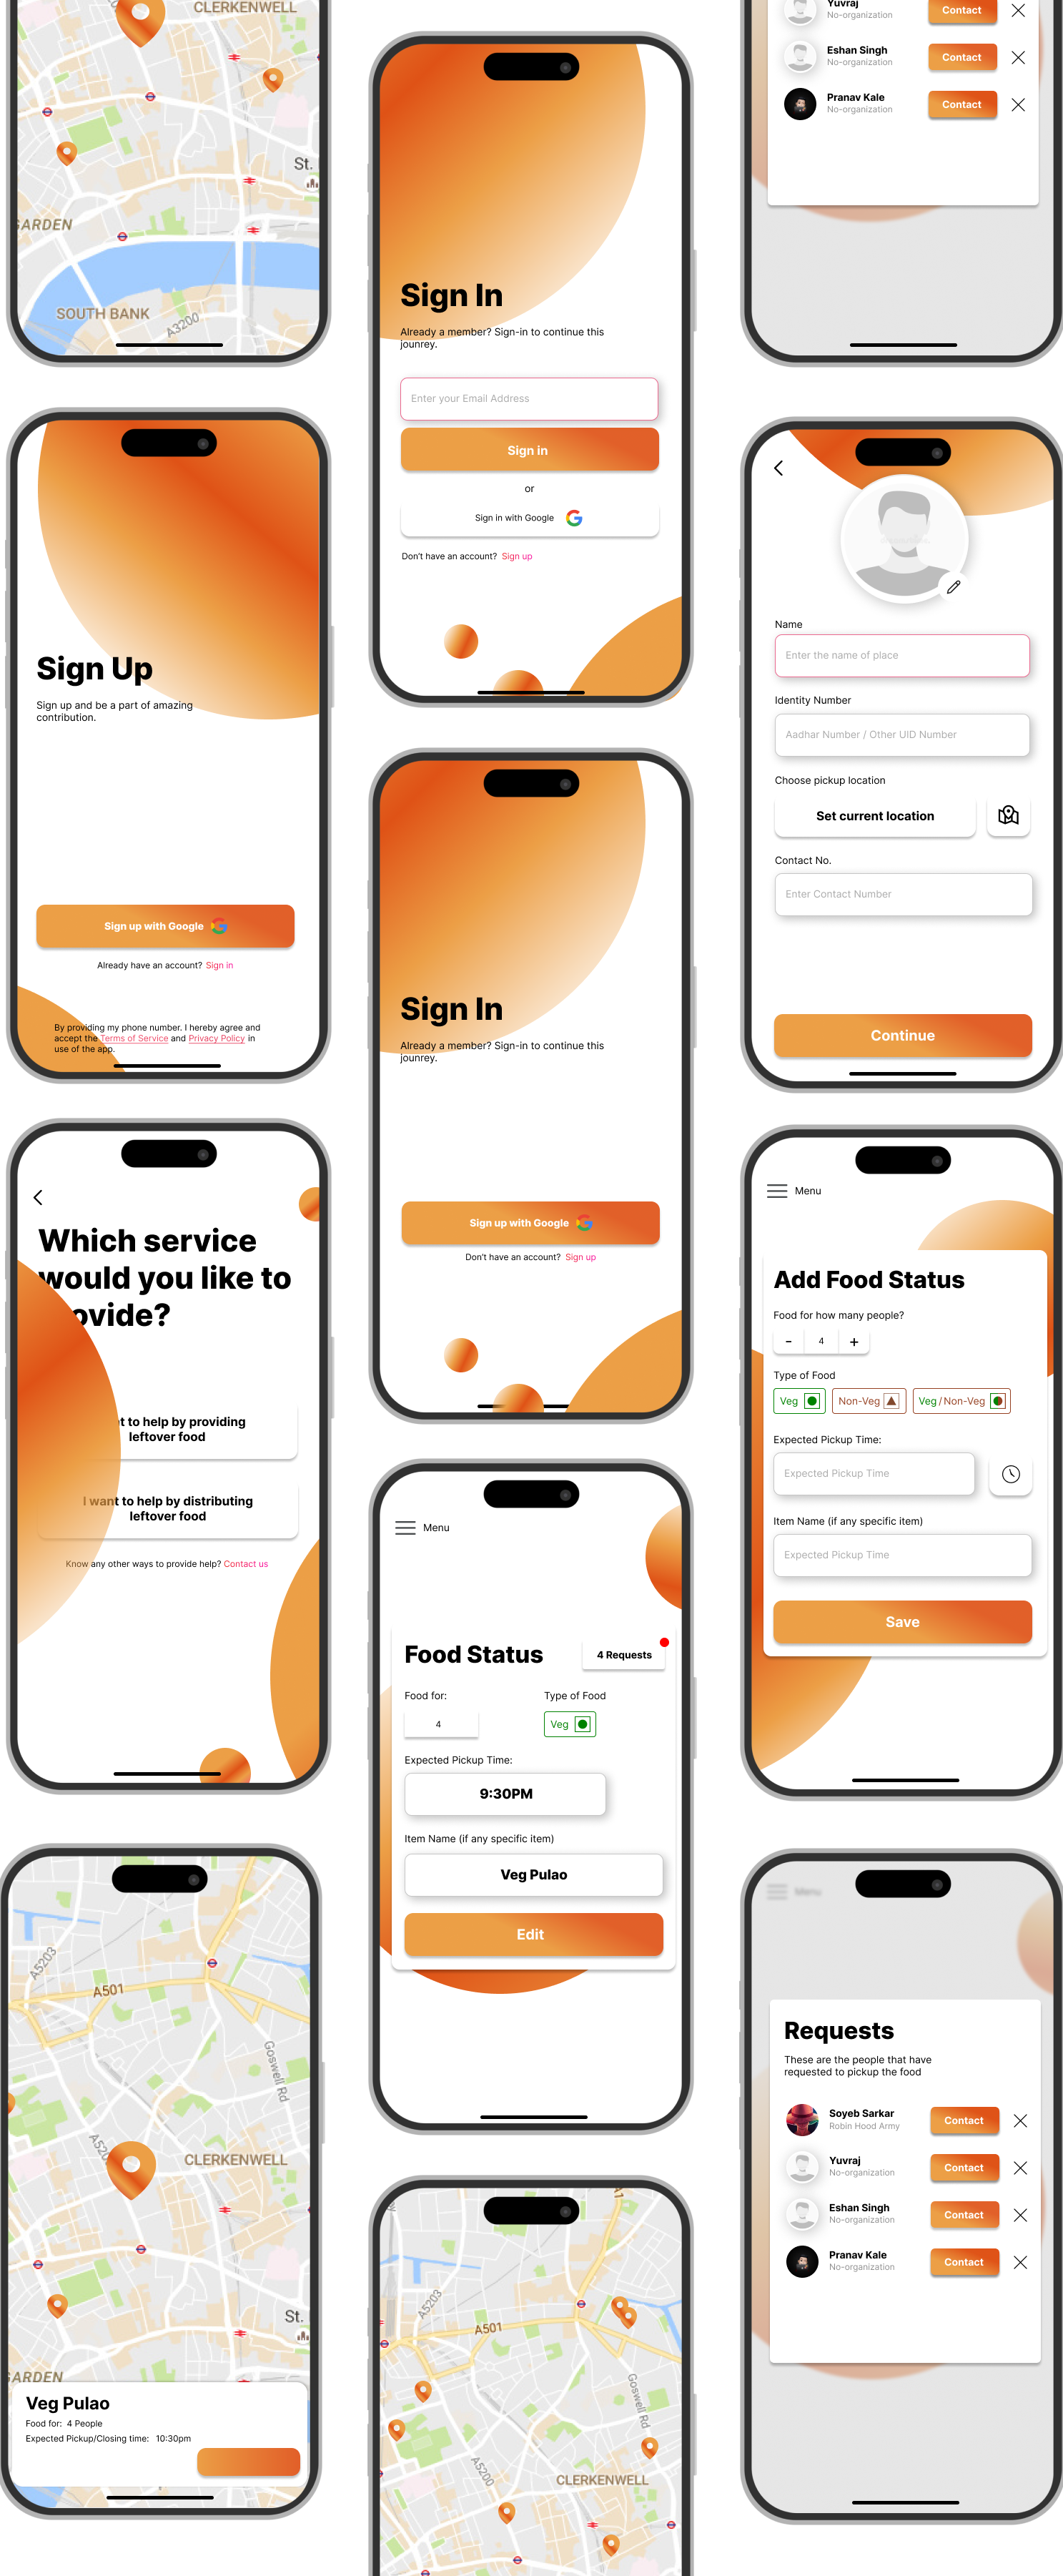 CLERKENWELL
St.
GARDEN
SOUTH BANK
A3200
Sign Up
Sign up and be a part of amazing
contribution.
Sign up with Google
Already have an account? Sign in
By providing my phone number. I hereby agree and
accept the Terms of Service and Privacy Policy in
use of the app.
Which service
would you like to
ovide?
t to help by providing
leftover food
I want to help by distributing
leftover food
Know any other ways to provide help? Contact us
A5203
A501
Goswell Rd
A520
CLERKENWELL
St.
GARDEN
Veg Pulao
Food for: 4 People
Expected Pickup/Closing time: 10:30pm
Sign In
Already a member? Sign-in to continue this
jounrey.
Enter your Email Address
Sign in
or
Sign in with Google
Don't have an account? Sign up
Sign In
Already a member? Sign-in to continue this
jounrey.
Sign up with Google
Don't have an account? Sign up
Menu
Food Status
4 Requests
Food for:
Type of Food
4
Veg
Expected Pickup Time:
9:30PM
Item Name (if any specific item)
Veg Pulao
Edit
A1
A5203
A501
Goswell Rd
A5200
CLERKENWELL
Yuvraj
No-organization
Contact
Eshan Singh
No-organization
Contact
Pranav Kale
No-organization
Contact
Name
Enter the name of place
Identity Number
Aadhar Number / Other UID Number
Choose pickup location
Set current location
Contact No.
Enter Contact Number
Continue
Menu
Add Food Status
Food for how many people?
- 4 +
Type of Food
Veg
Non-Veg
Veg / Non-Veg
Expected Pickup Time:
Expected Pickup Time
Item Name (if any specific item)
Expected Pickup Time
Save
Menu
Requests
These are the people that have
requested to pickup the food
Soyeb Sarkar
Robin Hood Army
Contact
Yuvraj
No-organization
Contact
Eshan Singh
No-organization
Contact
Pranav Kale
No-organization
Contact